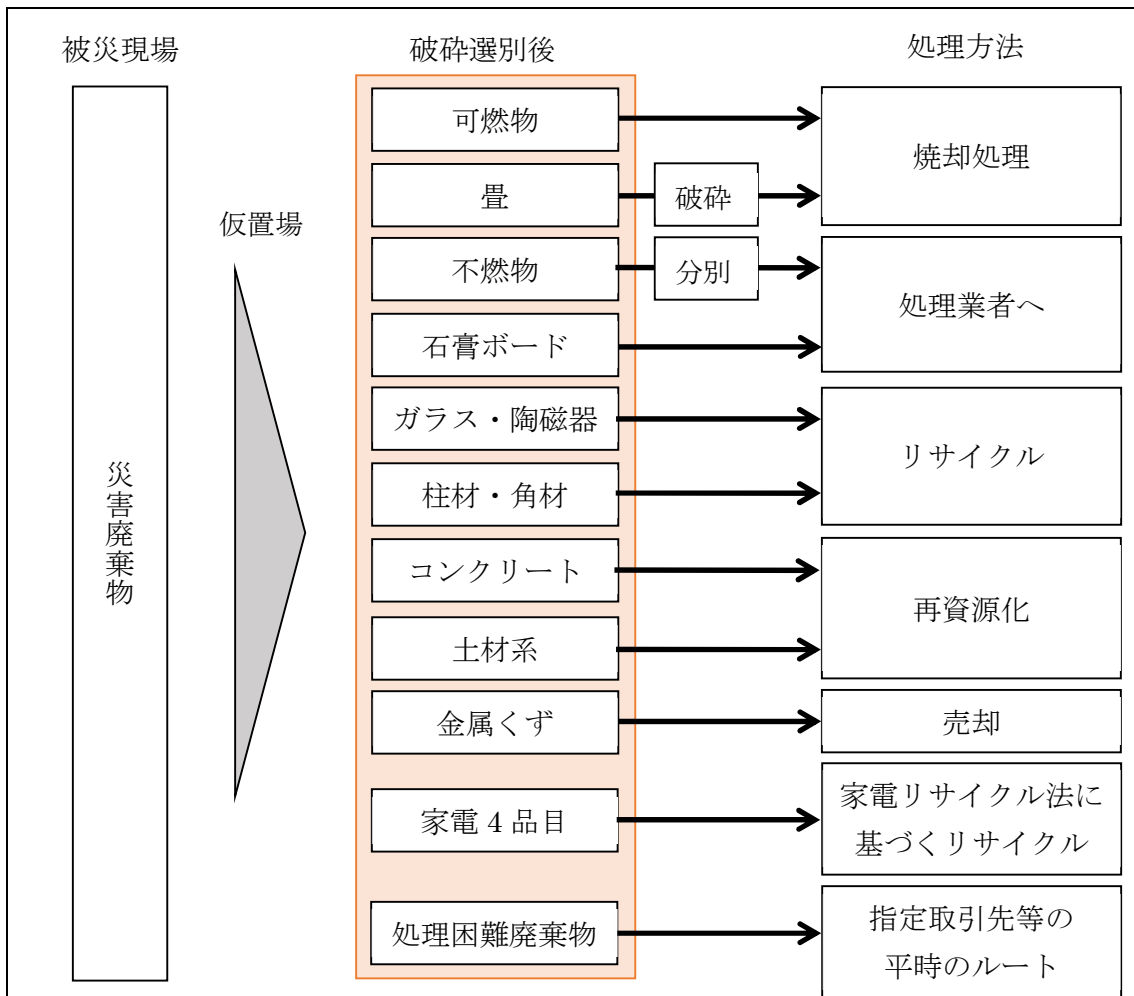 被災現場
破砕選別後
処理方法
災害廃棄物
仮置場
可燃物
焼却処理
畳
破砕
不燃物
分別
処理業者へ
石膏ボード
ガラス・陶磁器
リサイクル
柱材・角材
コンクリート
再資源化
土材系
金属くず
売却
家電4品目
家電リサイクル法に
基づくリサイクル
処理困難廃棄物
指定取引先等の
平時のルート